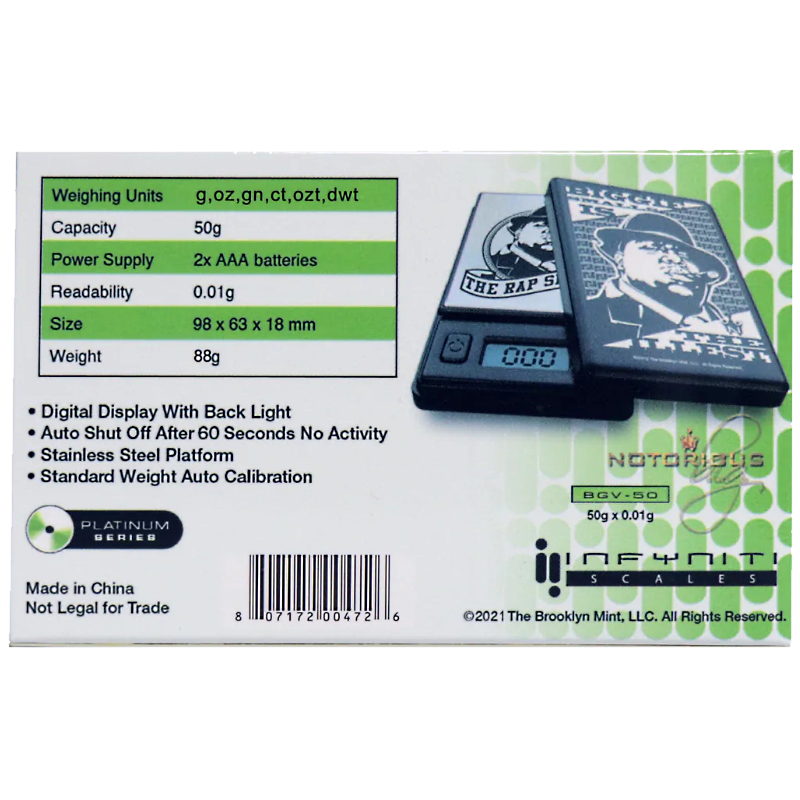 Weighing Units g,oz,gn,ct,ozt,dwt
Capacity 50g
Power Supply 2x AAA batteries
Readability 0.01g
Size 98 x 63 x 18 mm
Weight 88g
• Digital Display With Back Light
• Auto Shut Off After 60 Seconds No Activity
• Stainless Steel Platform
• Standard Weight Auto Calibration
PLATINUM
SERIES
Made in China
Not Legal for Trade
8 07172 00472 6
THE RAP
BIGGIE
IS
THE
ILLEST
000
NOTORIOUS
BGV-50
50g x 0.01g
INFYNITI
SCALES
©2021 The Brooklyn Mint, LLC. All Rights Reserved.